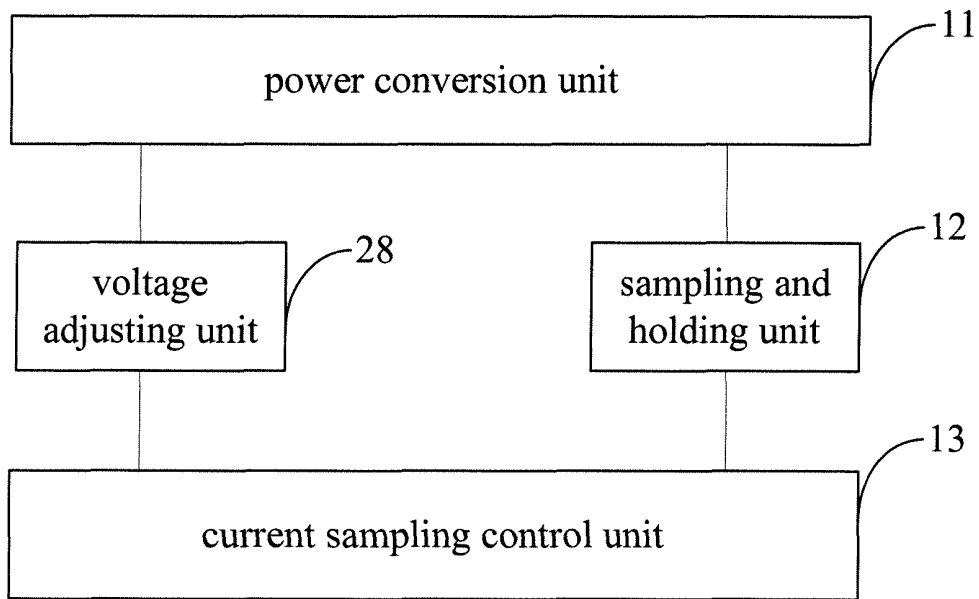 11
power conversion unit
28
12
voltage
adjusting unit
sampling and
holding unit
13
current sampling control unit